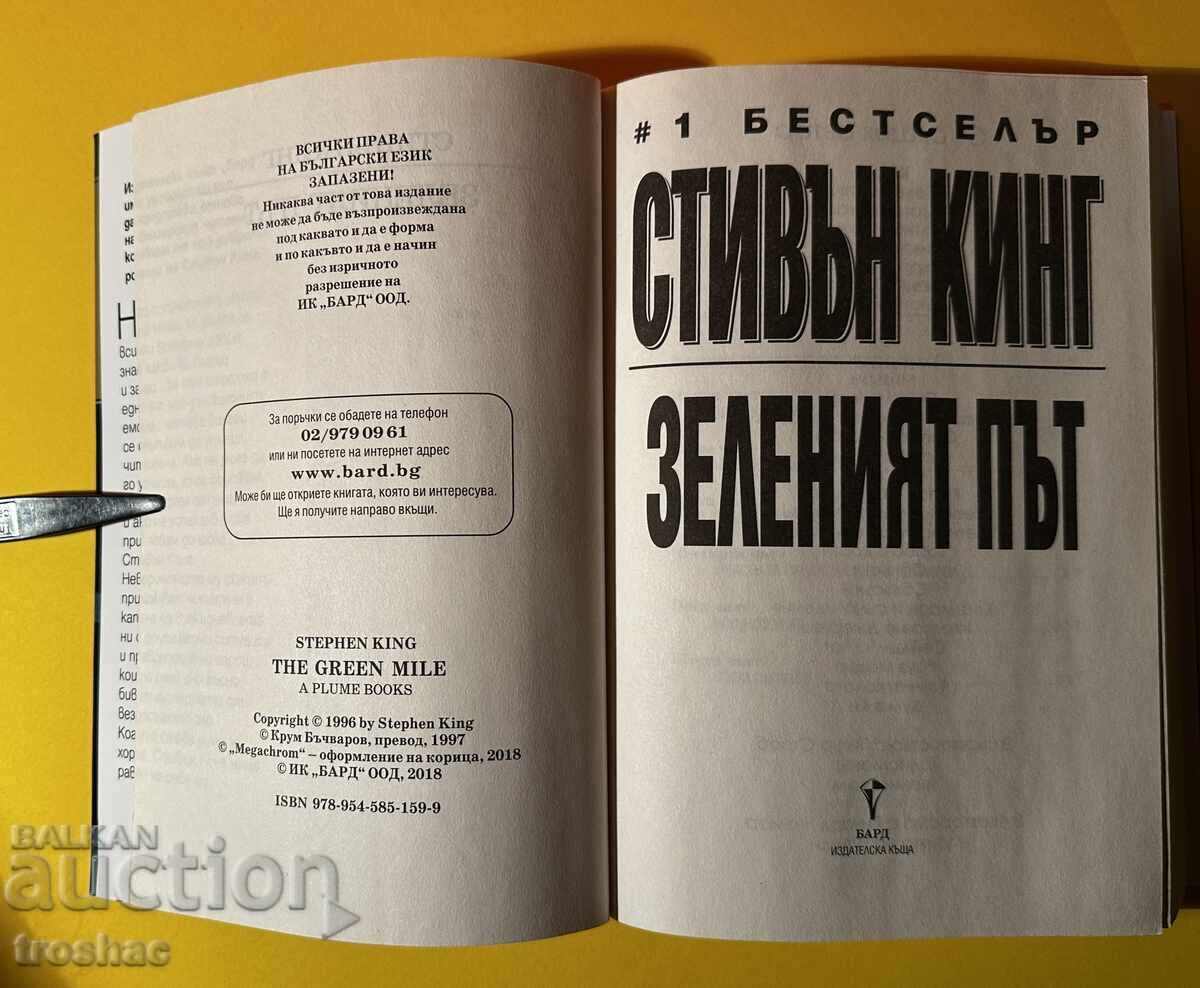 ВСИЧКИ ПРАВА
НА БЪЛГАРСКИ ЕЗИК
ЗАПАЗЕНИ!
Никаква част от това издание
не може да бъде възпроизвеждана
под каквато и да е форма
и по какъвто и да е начин
без изричното
разрешение на
ИК „БАРД“ ООД.
За поръчки се обадете на телефон
02/979 09 61
или ни посетете на интернет адрес
www.bard.bg
Може би ще откриете книгата, която ви интересува.
Ще я получите направо вкъщи.
STEPHEN KING
THE GREEN MILE
A PLUME BOOKS
Copyright © 1996 by Stephen King
© Крум Бъчваров, превод, 1997
© „Megachrom“ – оформление на корица, 2018
© ИК „БАРД“ ООД, 2018
ISBN 978-954-585-159-9
# 1 БЕСТСЕЛЪР
СТИВЪН КИНГ
ЗЕЛЕНИЯТ ПЪТ
БАРД
ИЗДАТЕЛСКА КЪЩА
BALKAN
auction
troshac